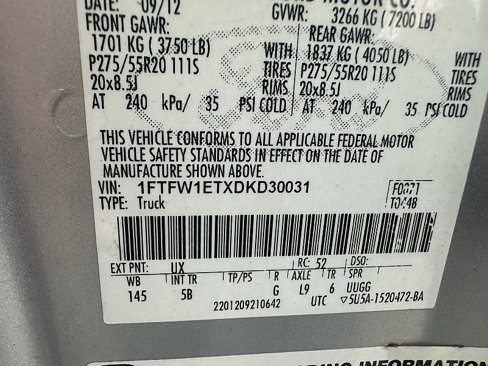 DATE: 09/12 GVWR: 3266 KG ( 7200 LB)
FRONT GAWR: REAR GAWR:
1701 KG ( 3750 LB) WITH 1837 KG ( 4050 LB) WITH
P275/55R20 111S TIRES P275/55R20 111S TIRES
20x8.5J RIMS 20x8.5J RIMS
AT 240 kPa/ 35 PSI COLD AT 240 kPa/ 35 PSI COLD
THIS VEHICLE CONFORMS TO ALL APPLICABLE FEDERAL MOTOR
VEHICLE SAFETY STANDARDS IN EFFECT ON THE DATE OF
MANUFACTURE SHOWN ABOVE.
VIN: 1FTFW1ETXDKD30031
TYPE: Truck T0448
EXT PNT: UX RC: 52 DSO:
WB INT TR TP/PS R AXLE TR SPR
145 5B G L9 6 UUGG
2201209210642 UTC 5U5A-1520472-BA
INFORMATION